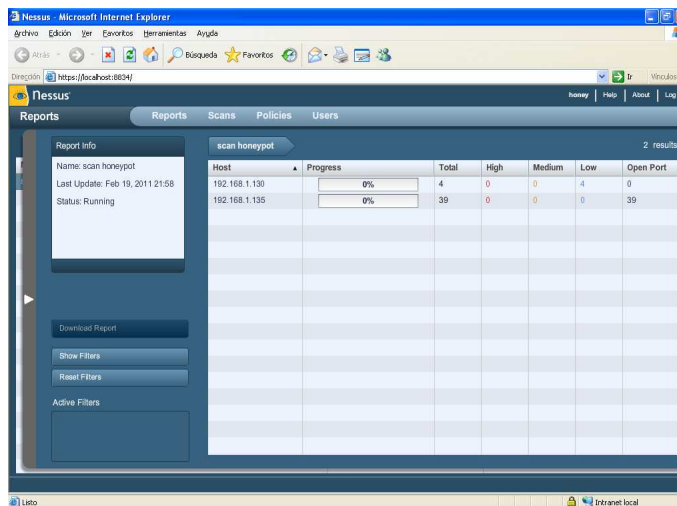 Nessus - Microsoft Internet Explorer
Archivo Edición Ver Favoritos Herramientas Ayuda
Atrás Búsqueda Favoritos
Dirección https://localhost:8834/ Ir Vínculos
Nessus honey Help About Log
Reports Reports Scans Policies Users
Report Info scan honeypot 2 results
Name: scan honeypot
Last Update: Feb 19, 2011 21:58
Status: Running
Host Progress Total High Medium Low Open Port
192.168.1.130 0% 4 0 0 4 0
192.168.1.135 0% 39 0 0 0 39
Download Report
Show Filters
Reset Filters
Active Filters
Listo Intranet local